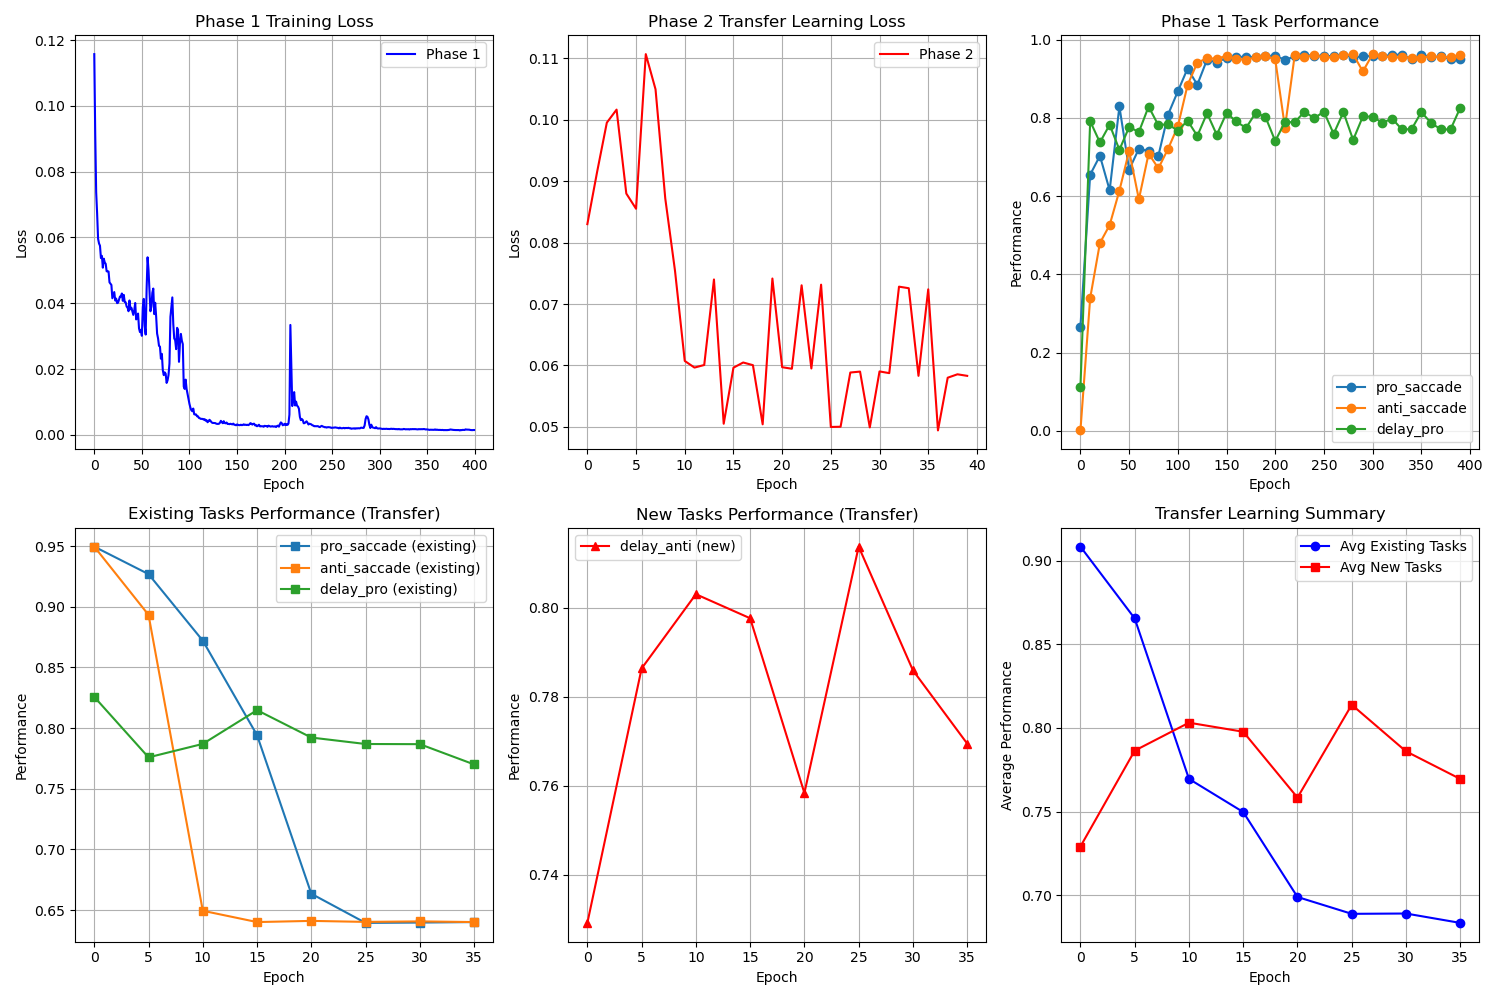 Phase 1 Training Loss
Loss
0.12
0.10
0.08
0.06
0.04
0.02
0.00
Phase 1
0 50 100 150 200 250 300 350 400
Epoch
Phase 2 Transfer Learning Loss
Loss
0.11
0.10
0.09
0.08
0.07
0.06
0.05
Phase 2
0 5 10 15 20 25 30 35 40
Epoch
Phase 1 Task Performance
Performance
1.0
0.8
0.6
0.4
0.2
0.0
pro_saccade
anti_saccade
delay_pro
0 50 100 150 200 250 300 350 400
Epoch
Existing Tasks Performance (Transfer)
Performance
0.95
0.90
0.85
0.80
0.75
0.70
0.65
pro_saccade (existing)
anti_saccade (existing)
delay_pro (existing)
0 5 10 15 20 25 30 35
Epoch
New Tasks Performance (Transfer)
Performance
0.80
0.78
0.76
0.74
delay_anti (new)
0 5 10 15 20 25 30 35
Epoch
Transfer Learning Summary
Average Performance
0.90
0.85
0.80
0.75
0.70
Avg Existing Tasks
Avg New Tasks
0 5 10 15 20 25 30 35
Epoch